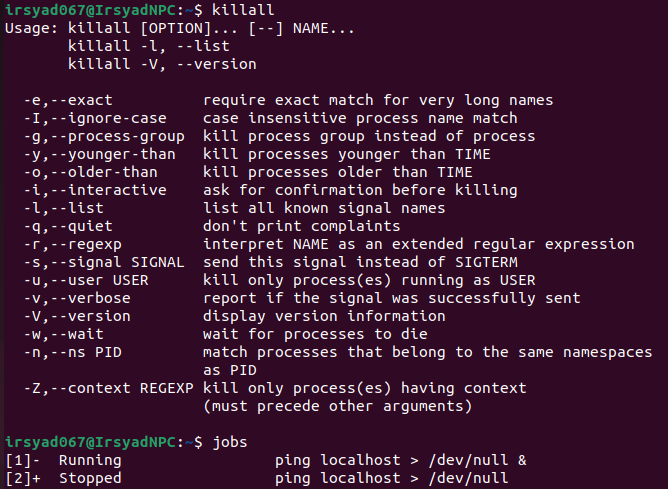 irsyad067@IrsyadNPC:~$ killall
Usage: killall [OPTION]... [--] NAME...
       killall -l, --list
       killall -V, --version

  -e,--exact          require exact match for very long names
  -I,--ignore-case    case insensitive process name match
  -g,--process-group  kill process group instead of process
  -y,--younger-than   kill processes younger than TIME
  -o,--older-than     kill processes older than TIME
  -i,--interactive    ask for confirmation before killing
  -l,--list           list all known signal names
  -q,--quiet          don't print complaints
  -r,--regexp         interpret NAME as an extended regular expression
  -s,--signal SIGNAL  send this signal instead of SIGTERM
  -u,--user USER      kill only process(es) running as USER
  -v,--verbose        report if the signal was successfully sent
  -V,--version        display version information
  -w,--wait           wait for processes to die
  -n,--ns PID         match processes that belong to the same namespaces
                      as PID
  -Z,--context REGEXP kill only process(es) having context
                      (must precede other arguments)

irsyad067@IrsyadNPC:~$ jobs
[1]-  Running                 ping localhost > /dev/null &
[2]+  Stopped                 ping localhost > /dev/null